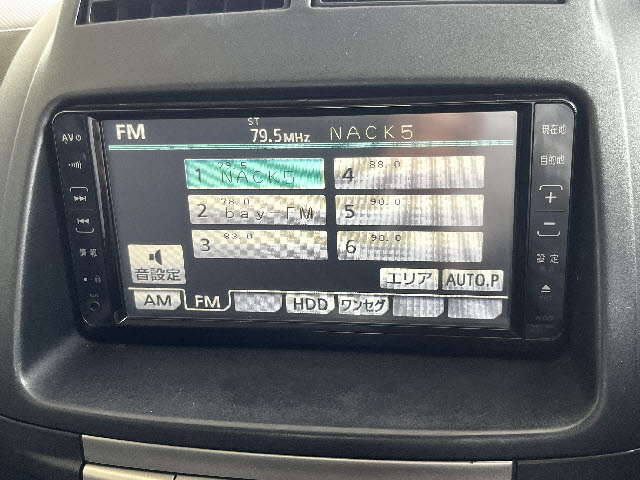 AV
FM
ST
79.5MHz
NACK5
現在地
目的地
1 79.5 NACK5
4 88.0
2 78.0 bay-FM
5 90.0
3 83.0
6 90.0
+
-
情報
設定
音設定
エリア
AUTO.P
AM
FM
HDD
ワンセグ